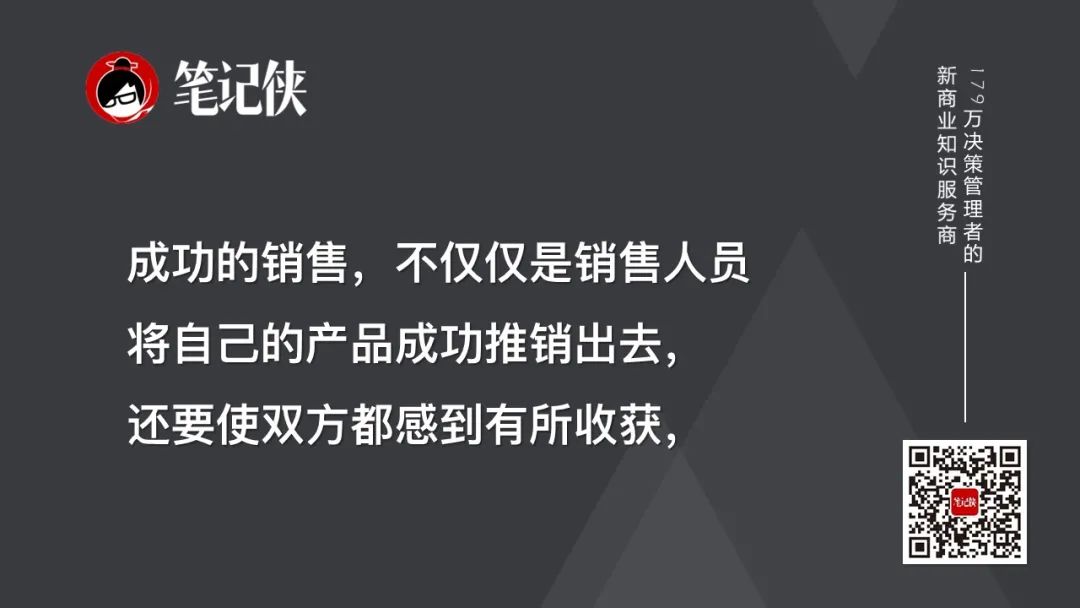 笔记侠
179万决策管理者的
新商业知识服务商
成功的销售，不仅仅是销售人员
将自己的产品成功推销出去，
还要使双方都感到有所收获，
笔记侠